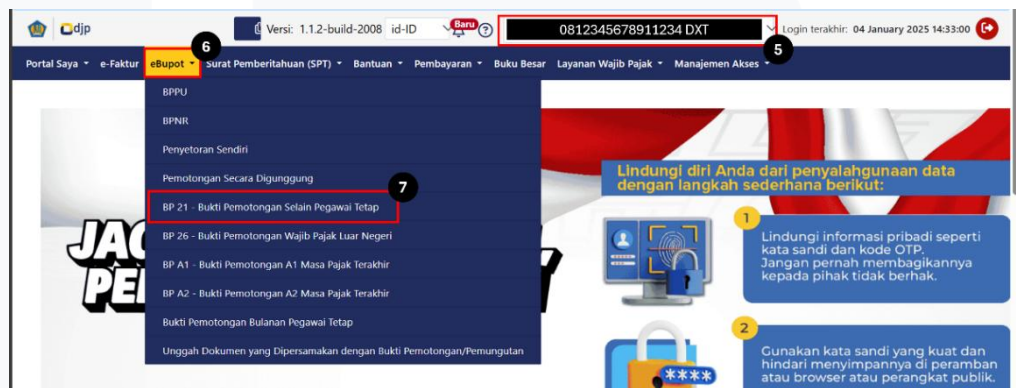 djp
Versi: 1.1.2-build-2008
id-ID
Baru
0812345678911234 DXT
Login terakhir: 04 January 2025 14:33:00
5
6
Portal Saya
e-Faktur
eBupot
Surat Pemberitahuan (SPT)
Bantuan
Pembayaran
Buku Besar
Layanan Wajib Pajak
Manajemen Akses
BPPU
BPNR
Penyetoran Sendiri
Pemotongan Secara Digunggung
7
BP 21 - Bukti Pemotongan Selain Pegawai Tetap
BP 26 - Bukti Pemotongan Wajib Pajak Luar Negeri
BP A1 - Bukti Pemotongan A1 Masa Pajak Terakhir
BP A2 - Bukti Pemotongan A2 Masa Pajak Terakhir
Bukti Pemotongan Bulanan Pegawai Tetap
Unggah Dokumen yang Dipersamakan dengan Bukti Pemotongan/Pemungutan
Lindungi diri Anda dari penyalahgunaan data
dengan langkah sederhana berikut:
1
Lindungi informasi pribadi seperti
kata sandi dan kode OTP.
Jangan pernah membagikannya
kepada pihak tidak berhak.
2
Gunakan kata sandi yang kuat dan
hindari menyimpannya di peramban
atau browser atau perangkat publik.
****